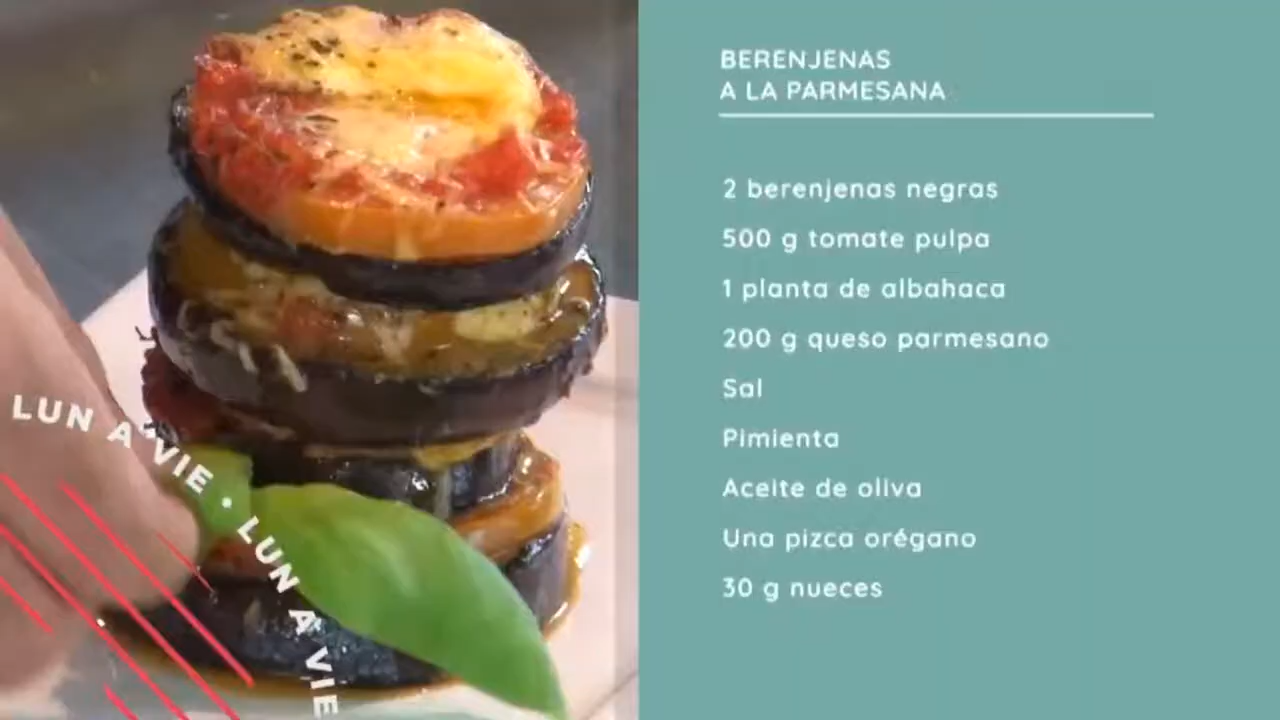 BERENJENAS
A LA PARMESANA
2 berenjenas negras
500 g tomate pulpa
1 planta de albahaca
200 g queso parmesano
Sal
Pimienta
Aceite de oliva
Una pizca orégano
30 g nueces
LUN A VIE • LUN A VIE